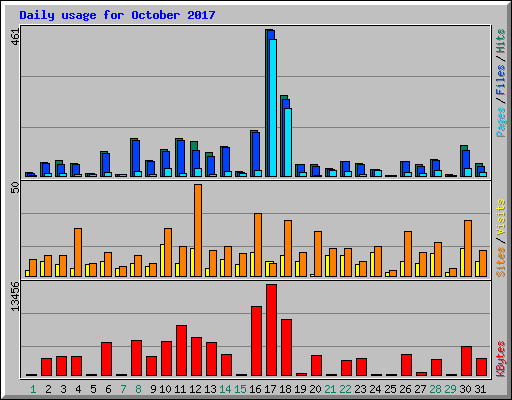 Daily usage for October 2017
461
Pages / Files / Hits
50
Sites / Visits
13456
KBytes
1 2 3 4 5 6 7 8 9 10 11 12 13 14 15 16 17 18 19 20 21 22 23 24 25 26 27 28 29 30 31